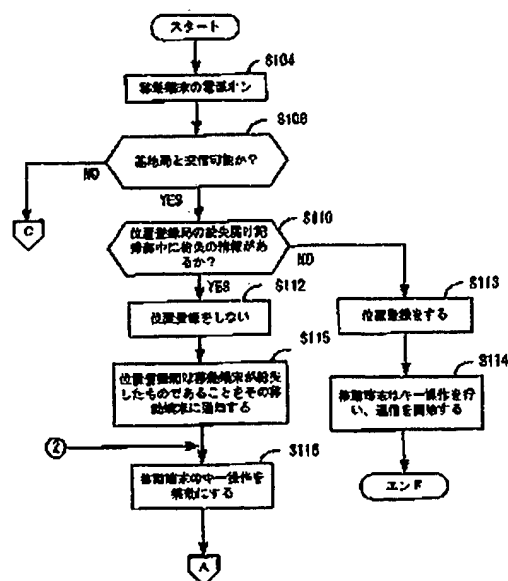 スタート
S104
移動端末の電源オン
S108
基地局と交信可能か?
NO
YES
C
S110
位置登録局の紛失届け記
録部中に紛失の情報があ
るか?
NO
YES
S112
S113
位置登録をしない
位置登録をする
S115
S114
位置登録局は移動端末が紛失
したものであることをその移
動端末に通知する
移動端末はキー操作を行
い、通信を開始する
2
S116
移動端末のキー操作を
無効にする
エンド
A